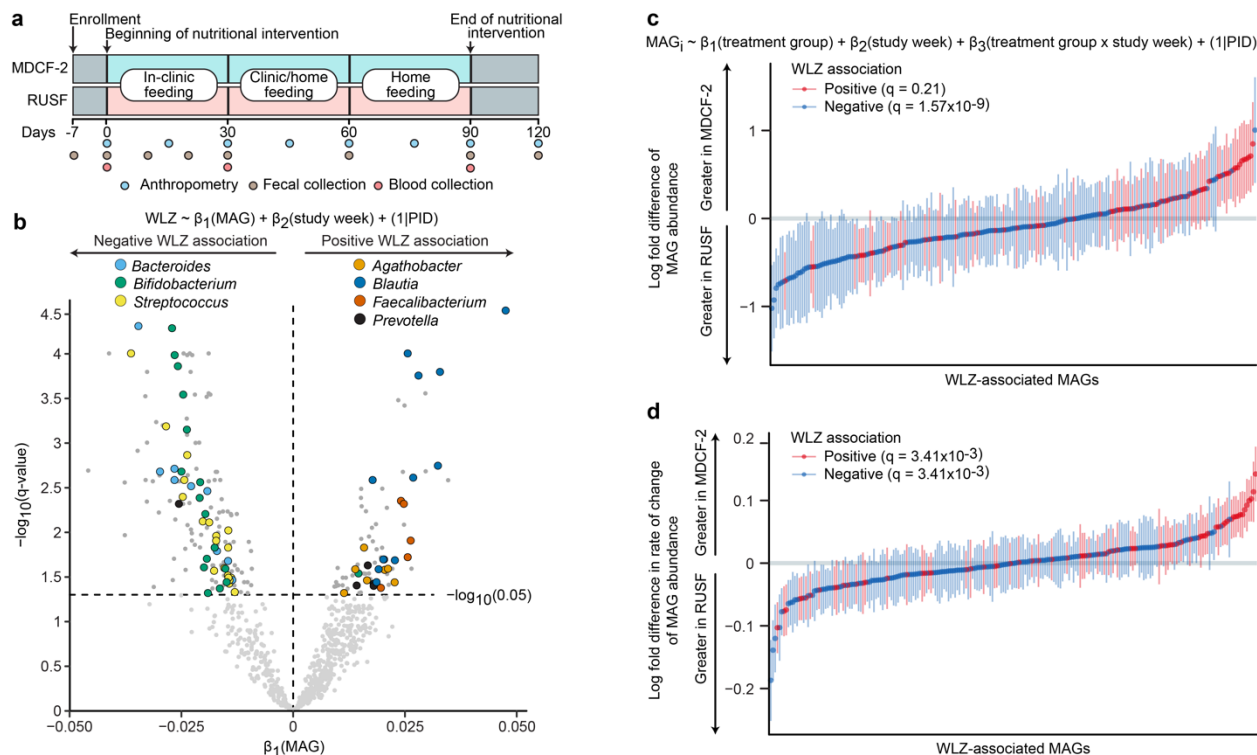 a
Enrollment
Beginning of nutritional intervention
End of nutritional
intervention
MDCF-2
RUSF
In-clinic
feeding
Clinic/home
feeding
Home
feeding
Days
-7 0 30 60 90 120
Anthropometry Fecal collection Blood collection
b
WLZ ~ β1(MAG) + β2(study week) + (1|PID)
Negative WLZ association
Positive WLZ association
Bacteroides
Bifidobacterium
Streptococcus
Agathobacter
Blautia
Faecalibacterium
Prevotella
−log10(q-value)
4.5
4
3.5
3
2.5
2
1.5
1
0.5
0
−log10(0.05)
−0.050 −0.025 0 0.025 0.050
β1(MAG)
c
MAGi ~ β1(treatment group) + β2(study week) + β3(treatment group x study week) + (1|PID)
WLZ association
Positive (q = 0.21)
Negative (q = 1.57x10-9)
Log fold difference of
MAG abundance
Greater in MDCF-2
Greater in RUSF
1
0
−1
WLZ-associated MAGs
d
WLZ association
Positive (q = 3.41x10-3)
Negative (q = 3.41x10-3)
Log fold difference in rate of change
of MAG abundance
Greater in MDCF-2
Greater in RUSF
0.2
0.1
0
−0.1
−0.2
WLZ-associated MAGs